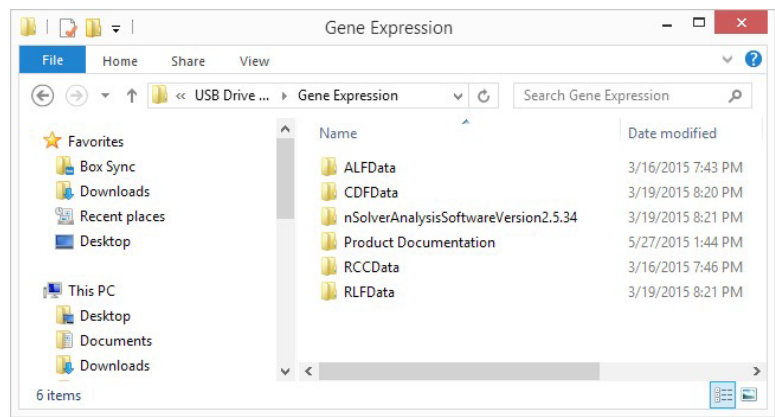 Gene Expression
File Home Share View
« USB Drive ... Gene Expression Search Gene Expression
Favorites
Box Sync
Downloads
Recent places
Desktop
This PC
Desktop
Documents
Downloads
Name Date modified
ALFData 3/16/2015 7:43 PM
CDFData 3/19/2015 8:20 PM
nSolverAnalysisSoftwareVersion2.5.34 3/19/2015 8:21 PM
Product Documentation 5/27/2015 1:44 PM
RCCData 3/16/2015 7:46 PM
RLFData 3/19/2015 8:21 PM
6 items